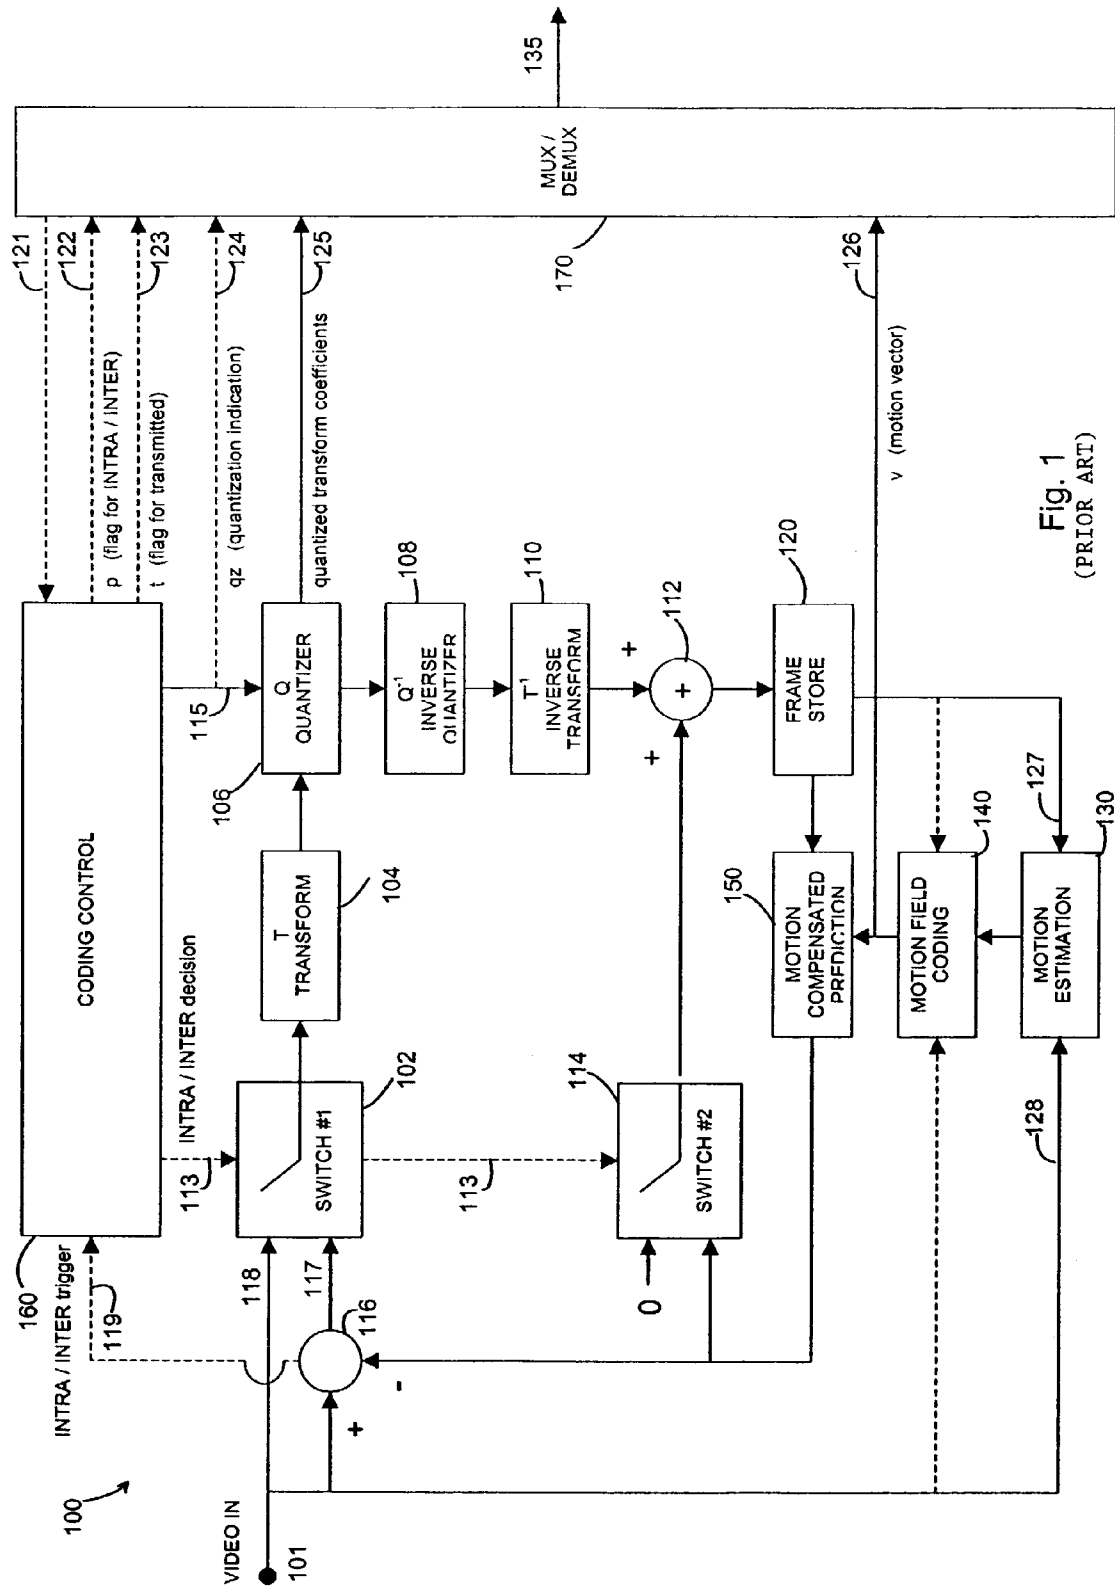 100
VIDEO IN
101
INTRA / INTER trigger
119
160
CODING CONTROL
113
INTRA / INTER decision
118
117
116
+
-
SWITCH #1
102
T
TRANSFORM
104
106
115
Q
QUANTIZER
Q-1
INVERSE
QUANTIZER
108
T-1
INVERSE
TRANSFORM
110
113
114
0
SWITCH #2
+
+
+
112
FRAME
STORE
120
150
MOTION
COMPENSATED
PREDICTION
MOTION FIELD
CODING
140
MOTION
ESTIMATION
130
127
128
121
122
p (flag for INTRA / INTER)
123
t (flag for transmitted)
124
qz (quantization indication)
125
quantized transform coefficients
126
v (motion vector)
MUX /
DEMUX
170
135
Fig. 1
(PRIOR ART)